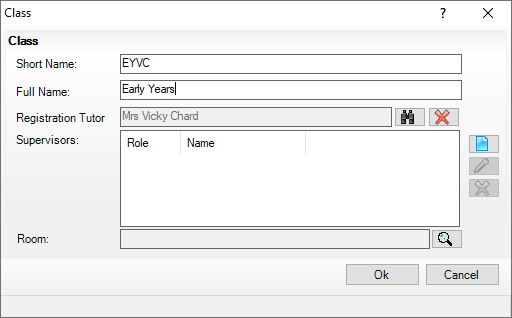 Class
?
Class
Short Name: EYVC
Full Name: Early Years
Registration Tutor Mrs Vicky Chard
Supervisors: Role Name
Room:
Ok Cancel